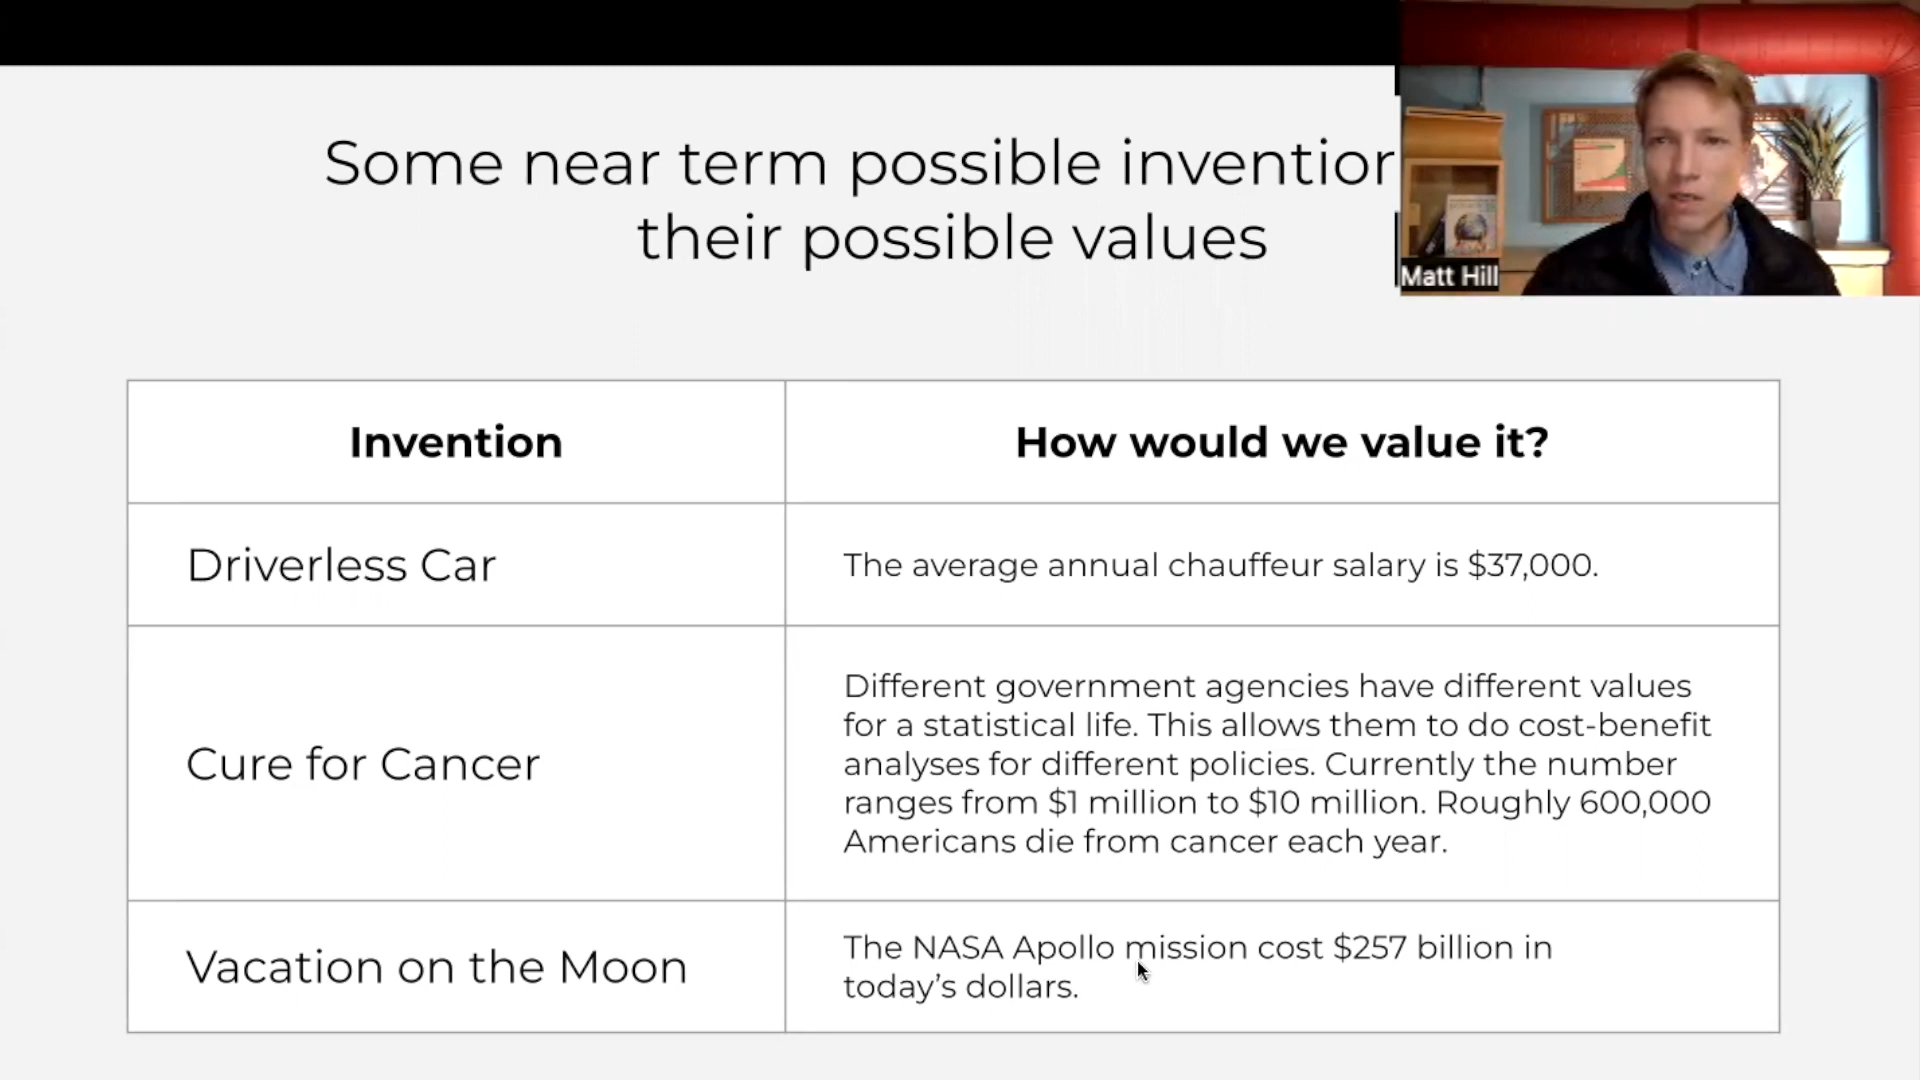 Some near term possible invention
their possible values
Matt Hill
Invention
How would we value it?
Driverless Car
The average annual chauffeur salary is $37,000.
Cure for Cancer
Different government agencies have different values
for a statistical life. This allows them to do cost-benefit
analyses for different policies. Currently the number
ranges from $1 million to $10 million. Roughly 600,000
Americans die from cancer each year.
Vacation on the Moon
The NASA Apollo mission cost $257 billion in
today’s dollars.